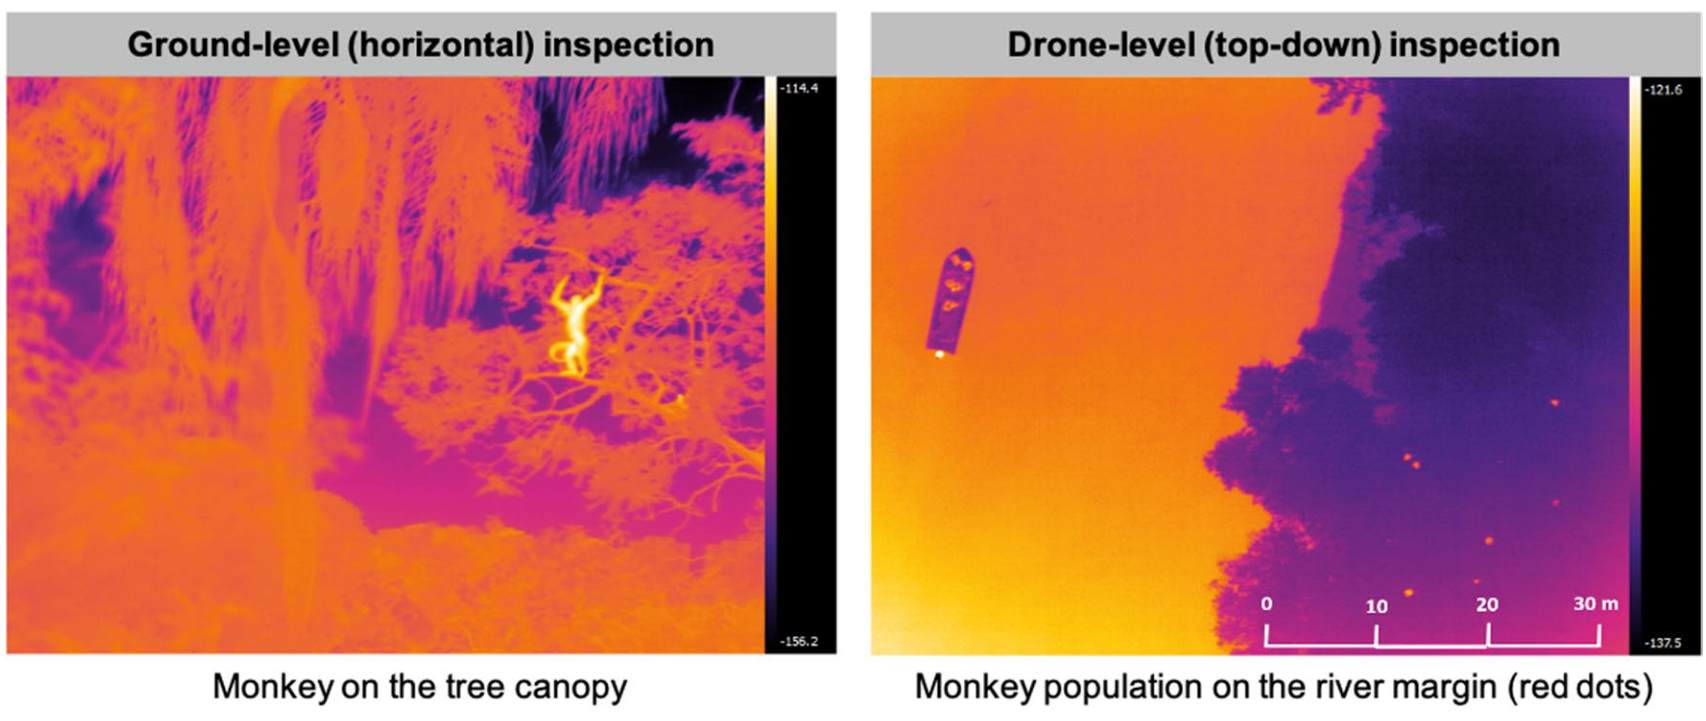 Ground-level (horizontal) inspection
-114.4
-156.2
Monkey on the tree canopy
Drone-level (top-down) inspection
-121.6
0 10 20 30 m
-137.5
Monkey population on the river margin (red dots)